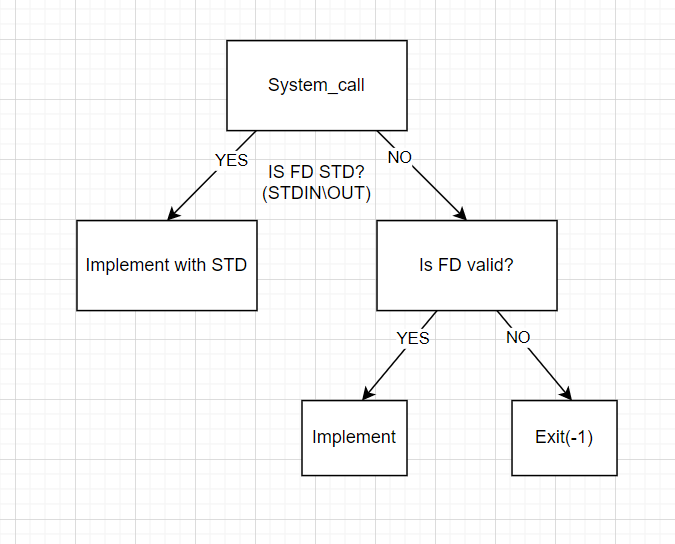 System_call
YES
NO
IS FD STD?
(STDIN\OUT)
Implement with STD
Is FD valid?
YES
NO
Implement
Exit(-1)